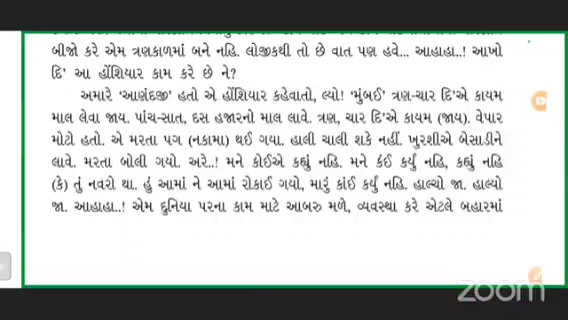 બીજો કરે એમ ત્રણકાળમાં બને નહિ. લોજીકથી તો છે વાત પણ હવે... આહાહા..! આખો
દિ' આ હોંશિયાર કામ કરે છે ને?
અમારે 'આણંદજી' હતો એ હોંશિયાર કહેવાતો, લ્યો! 'મુંબઈ' ત્રણ-ચાર દિ'એ કાયમ
માલ લેવા જાય. પાંચ-સાત, દસ હજારનો માલ લાવે. ત્રણ, ચાર દિ'એ કાયમ (જાય). વેપાર
મોટો હતો. એ મરતા પગ (નકામા) થઈ ગયા. હાલી ચાલી શકે નહીં. ખુરશીએ બેસાડીને
લાવે. મરતા બોલી ગયો. અરે..! મને કોઈએ કહ્યું નહિ. મને કંઈ કર્યું નહિ, કહ્યું નહિ
(કે) તું નવરો થા. હું આમાં ને આમાં રોકાઈ ગયો, મારું કાંઈ કર્યું નહિ. હાલ્યો જા. હાલ્યો
જા. આહાહા..! એમ દુનિયા પરના કામ માટે આબરુ મળે, વ્યવસ્થા કરે એટલે બહારમાં
zoom